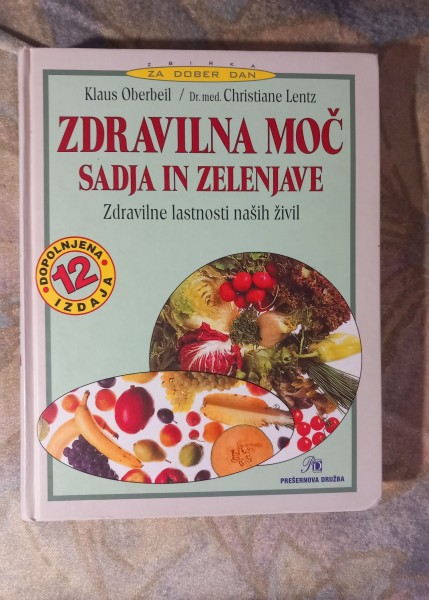 ZBIRKA
ZA DOBER DAN
Klaus Oberbeil / Dr. med. Christiane Lentz
ZDRAVILNA MOČ
SADJA IN ZELENJAVE
Zdravilne lastnosti naših živil
DOPOLNJENA
12
IZDAJA
PD
PREŠERNOVA DRUŽBA